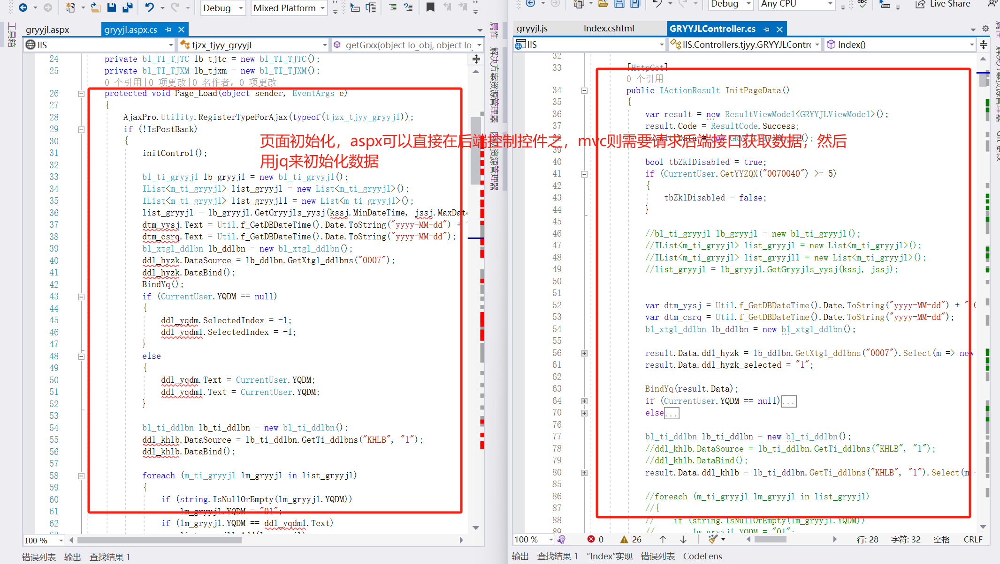 Debug
Mixed Platform
Debug
Any CPU
Live Share
工具箱
gryyjl.aspx
gryyjl.aspx.cs
IIS
tjzx_tjyy_gryyjl
getGrxx(object lo_obj, object lo_
24 private bl_TI_TJTC lb_tjtc = new bl_TI_TJTC();
25 private bl_TI_TJXM lb_tjxm = new bl_TI_TJXM();
0 个引用|0 项更改|0 名作者, 0 项更改
26 protected void Page_Load(object sender, EventArgs e)
27 {
28 AjaxPro.Utility.RegisterTypeForAjax(typeof(tjzx_tjyy_gryyjl));
29 if (!IsPostBack)
30 {
31 initControl();
32
33 bl_ti_gryyjl lb_gryyjl = new bl_ti_gryyjl();
34 IList<m_ti_gryyjl> list_gryyjl = new List<m_ti_gryyjl>();
35 IList<m_ti_gryyjl> list_gryyjl1 = new List<m_ti_gryyjl>();
36 list_gryyjl = lb_gryyjl.GetGryyjls_yysj(kssj.MinDateTime, jssj.MaxDate
37 dtm_yysj.Text = Util.f_GetDBDateTime().Date.ToString("yyyy-MM-dd") + "
38 dtm_csrq.Text = Util.f_GetDBDateTime().Date.ToString("yyyy-MM-dd");
39 bl_xtgl_ddlbn lb_ddlbn = new bl_xtgl_ddlbn();
40 ddl_hyzk.DataSource = lb_ddlbn.GetXtgl_ddlbns("0007");
41 ddl_hyzk.DataBind();
42 BindYq();
43 if (CurrentUser.YQDM == null)
44 {
45 ddl_yqdm.SelectedIndex = -1;
46 ddl_yqdm1.SelectedIndex = -1;
47 }
48 else
49 {
50 ddl_yqdm.Text = CurrentUser.YQDM;
51 ddl_yqdm1.Text = CurrentUser.YQDM;
52 }
53
54 bl_ti_ddlbn lb_ti_ddlbn = new bl_ti_ddlbn();
55 ddl_khlb.DataSource = lb_ti_ddlbn.GetTi_ddlbns("KHLB", "1");
56 ddl_khlb.DataBind();
57
58 foreach (m_ti_gryyjl lm_gryyjl in list_gryyjl)
59 {
60 if (string.IsNullOrEmpty(lm_gryyjl.YQDM))
61 lm_gryyjl.YQDM = "01";
62 if (lm_gryyjl.YQDM == ddl_yqdm1.Text)
100 %
错误列表 输出 查找结果 1
属性
解决方案资源管理器
页面初始化，aspx可以直接在后端控制控件之，mvc则需要请求后端接口获取数据，然后
用jq来初始化数据
gryyjl.js
Index.cshtml
GRYYJLController.cs
IIS
IIS.Controllers.tjyy.GRYYJLContr
Index()
32
33 [HttpGet]
0 个引用
34 public IActionResult InitPageData()
35 {
36 var result = new ResultViewModel<GRYYJLViewModel>();
37 result.Code = ResultCode.Success;
38 result.Data = new GRYYJLViewModel();
39
40 bool tbZklDisabled = true;
41 if (CurrentUser.GetYYZQX("0070040") >= 5)
42 {
43 tbZklDisabled = false;
44 }
45
46 //bl_ti_gryyjl lb_gryyjl = new bl_ti_gryyjl();
47 //IList<m_ti_gryyjl> list_gryyjl = new List<m_ti_gryyjl>();
48 //IList<m_ti_gryyjl> list_gryyjl1 = new List<m_ti_gryyjl>();
49 //list_gryyjl = lb_gryyjl.GetGryyjls_yysj(kssj, jssj);
50
51
52 var dtm_yysj = Util.f_GetDBDateTime().Date.ToString("yyyy-MM-dd") + "
53 var dtm_csrq = Util.f_GetDBDateTime().Date.ToString("yyyy-MM-dd");
54 bl_xtgl_ddlbn lb_ddlbn = new bl_xtgl_ddlbn();
55
56 result.Data.ddl_hyzk = lb_ddlbn.GetXtgl_ddlbns("0007").Select(m => new
61 result.Data.ddl_hyzk_selected = "1";
62
63 BindYq(result.Data);
64 if (CurrentUser.YQDM == null)...
70 else...
76
77 bl_ti_ddlbn lb_ti_ddlbn = new bl_ti_ddlbn();
78 //ddl_khlb.DataSource = lb_ti_ddlbn.GetTi_ddlbns("KHLB", "1");
79 //ddl_khlb.DataBind();
80 result.Data.ddl_khlb = lb_ti_ddlbn.GetTi_ddlbns("KHLB", "1").Select(m =
85
86 //foreach (m_ti_gryyjl lm_gryyjl in list_gryyjl)
87 //{
88 // if (string.IsNullOrEmpty(lm_gryyjl.YQDM))
89 // lm_gryyjl.YQDM = "01";
100 %
0
26
行: 28
字符: 32
空格
CRLF
输出 查找结果 1 "Index"实现 错误列表 CodeLens